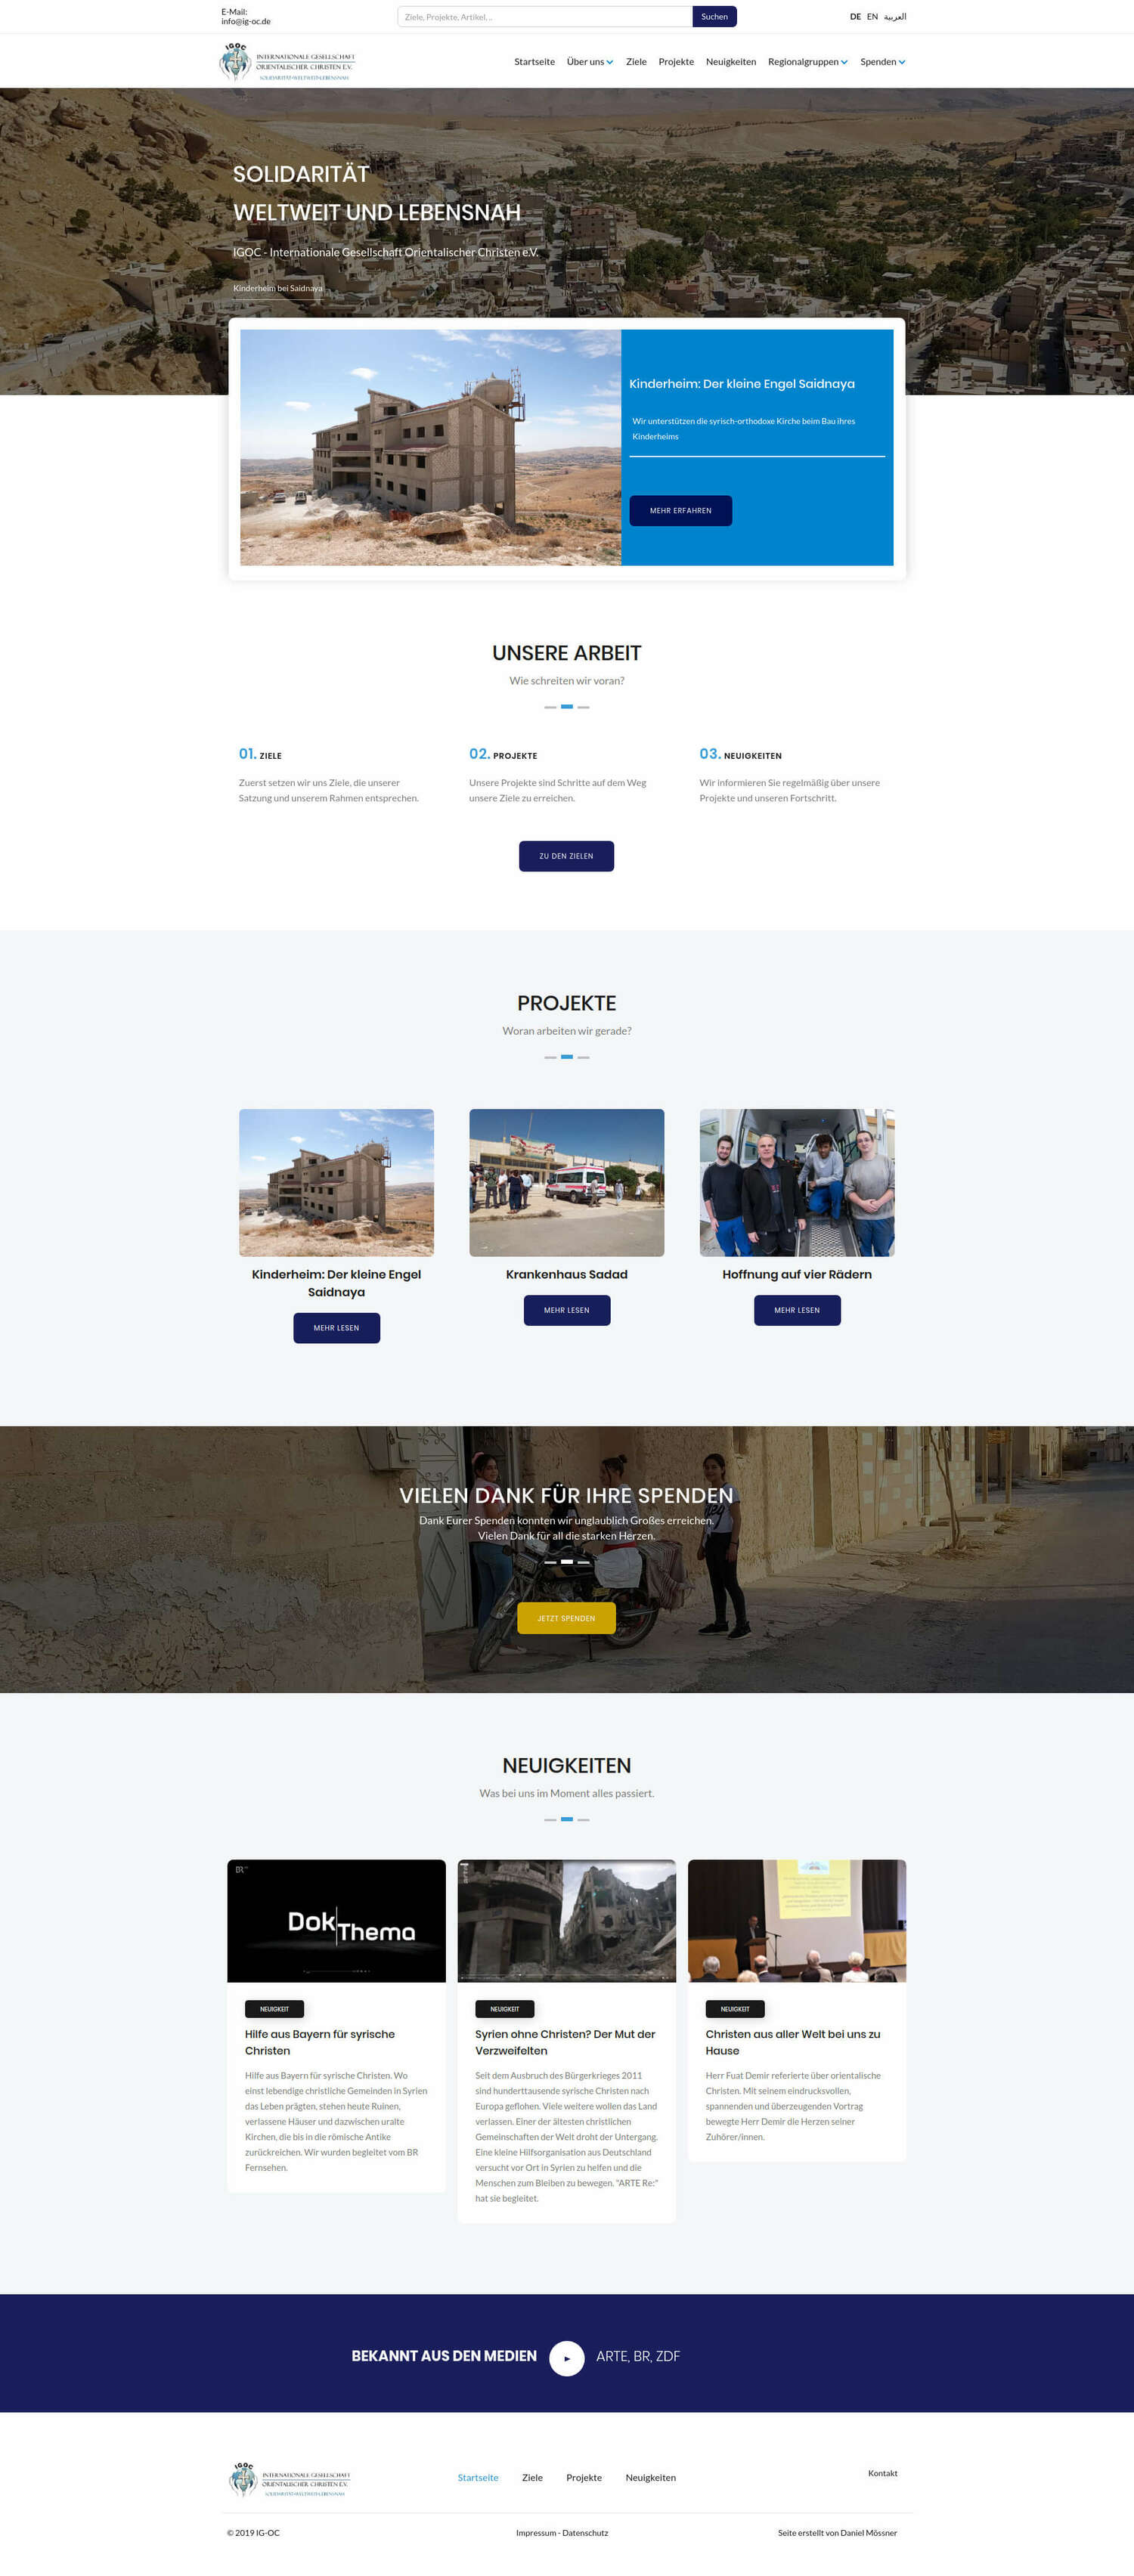 E-Mail:
info@ig-oc.de
Ziele, Projekte, Artikel, ..
Suchen
DE EN العربية
IGOC
INTERNATIONALE GESELLSCHAFT
ORIENTALISCHER CHRISTEN E.V.
SOLIDARITÄT·WELTWEIT·LEBENSNAH
Startseite Über uns Ziele Projekte Neuigkeiten Regionalgruppen Spenden
SOLIDARITÄT
WELTWEIT UND LEBENSNAH
IGOC - Internationale Gesellschaft Orientalischer Christen e.V.
Kinderheim bei Saidnaya
Kinderheim: Der kleine Engel Saidnaya
Wir unterstützen die syrisch-orthodoxe Kirche beim Bau ihres
Kinderheims
MEHR ERFAHREN
UNSERE ARBEIT
Wie schreiten wir voran?
01. ZIELE
Zuerst setzen wir uns Ziele, die unserer
Satzung und unserem Rahmen entsprechen.
02. PROJEKTE
Unsere Projekte sind Schritte auf dem Weg
unsere Ziele zu erreichen.
03. NEUIGKEITEN
Wir informieren Sie regelmäßig über unsere
Projekte und unseren Fortschritt.
ZU DEN ZIELEN
PROJEKTE
Woran arbeiten wir gerade?
Kinderheim: Der kleine Engel
Saidnaya
MEHR LESEN
Krankenhaus Sadad
MEHR LESEN
Hoffnung auf vier Rädern
MEHR LESEN
VIELEN DANK FÜR IHRE SPENDEN
Dank Eurer Spenden konnten wir unglaublich Großes erreichen.
Vielen Dank für all die starken Herzen.
JETZT SPENDEN
NEUIGKEITEN
Was bei uns im Moment alles passiert.
BR
Dok Thema
NEUIGKEIT
Hilfe aus Bayern für syrische
Christen
Hilfe aus Bayern für syrische Christen. Wo
einst lebendige christliche Gemeinden in Syrien
das Leben prägten, stehen heute Ruinen,
verlassene Häuser und dazwischen uralte
Kirchen, die bis in die römische Antike
zurückreichen. Wir wurden begleitet vom BR
Fernsehen.
arte
NEUIGKEIT
Syrien ohne Christen? Der Mut der
Verzweifelten
Seit dem Ausbruch des Bürgerkrieges 2011
sind hunderttausende syrische Christen nach
Europa geflohen. Viele weitere wollen das Land
verlassen. Einer der ältesten christlichen
Gemeinschaften der Welt droht der Untergang.
Eine kleine Hilfsorganisation aus Deutschland
versucht vor Ort in Syrien zu helfen und die
Menschen zum Bleiben zu bewegen. "ARTE Re:"
hat sie begleitet.
NEUIGKEIT
Christen aus aller Welt bei uns zu
Hause
Herr Fuat Demir referierte über orientalische
Christen. Mit seinem eindrucksvollen,
spannenden und überzeugenden Vortrag
bewegte Herr Demir die Herzen seiner
Zuhörer/innen.
BEKANNT AUS DEN MEDIEN
ARTE, BR, ZDF
IGOC
INTERNATIONALE GESELLSCHAFT
ORIENTALISCHER CHRISTEN E.V.
SOLIDARITÄT·WELTWEIT·LEBENSNAH
Startseite Ziele Projekte Neuigkeiten
Kontakt
© 2019 IG-OC
Impressum - Datenschutz
Seite erstellt von Daniel Mössner